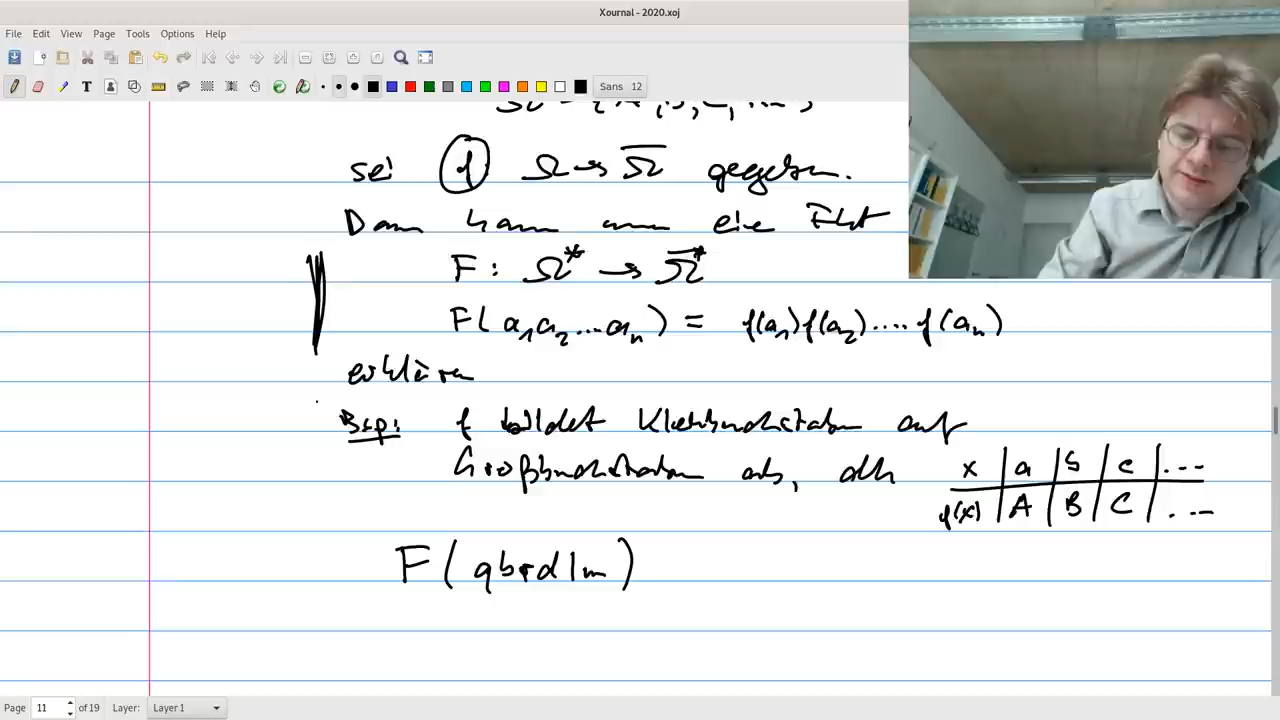 Xournal - 2020.xoj
File Edit View Page Tools Options Help
Sans 12
sei f Ω → Ω̅ gegeben.
Dann kann man eine Fkt
F : Ω* → Ω̅*
F( a₁a₂...aₙ ) = f(a₁)f(a₂)....f(aₙ)
erklären
Bsp: f bildet Kleinbuchstaben auf
Großbuchstaben ab, also
x | a | b | c | ...
f(x) | A | B | C | ...
F( qbrdlm )
Page 11 of 19 Layer: Layer 1